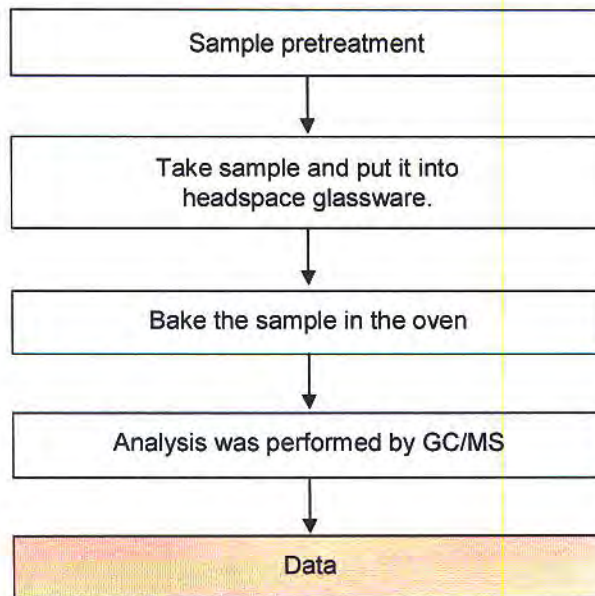 Sample pretreatment
Take sample and put it into
headspace glassware.
Bake the sample in the oven
Analysis was performed by GC/MS
Data